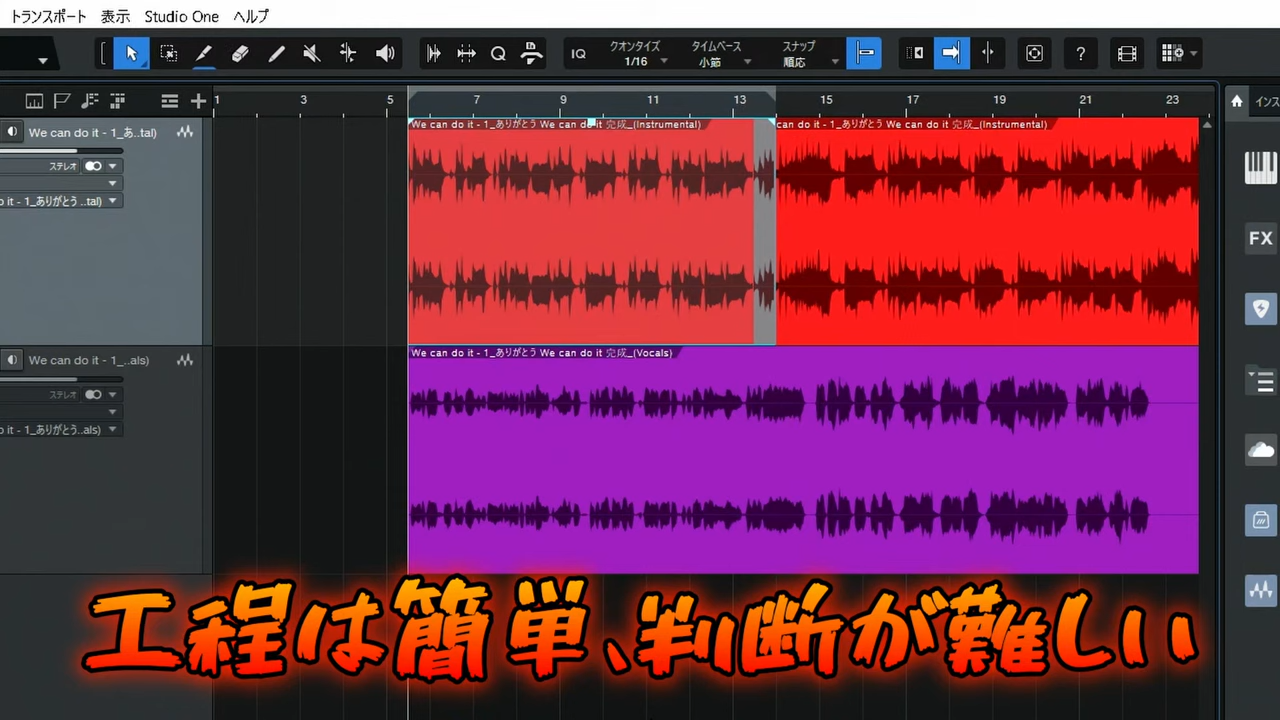 トランスポート 表示 Studio One ヘルプ
IQ クオンタイズ 1/16 タイムベース 小節 スナップ 順応 ?
1 3 5 7 9 11 13 15 17 19 21 23 インス
We can do it - 1_あ..tal)
ステレオ
o it - 1_ありがとう ..tal)
We can do it - 1_ありがとう We can do it 完成_(Instrumental)
can do it - 1_ありがとう We can do it 完成_(Instrumental)
FX
We can do it - 1_...als)
ステレオ
o it - 1_ありがとう..als)
We can do it - 1_ありがとう We can do it 完成_(Vocals)
工程は簡単、判断が難しい